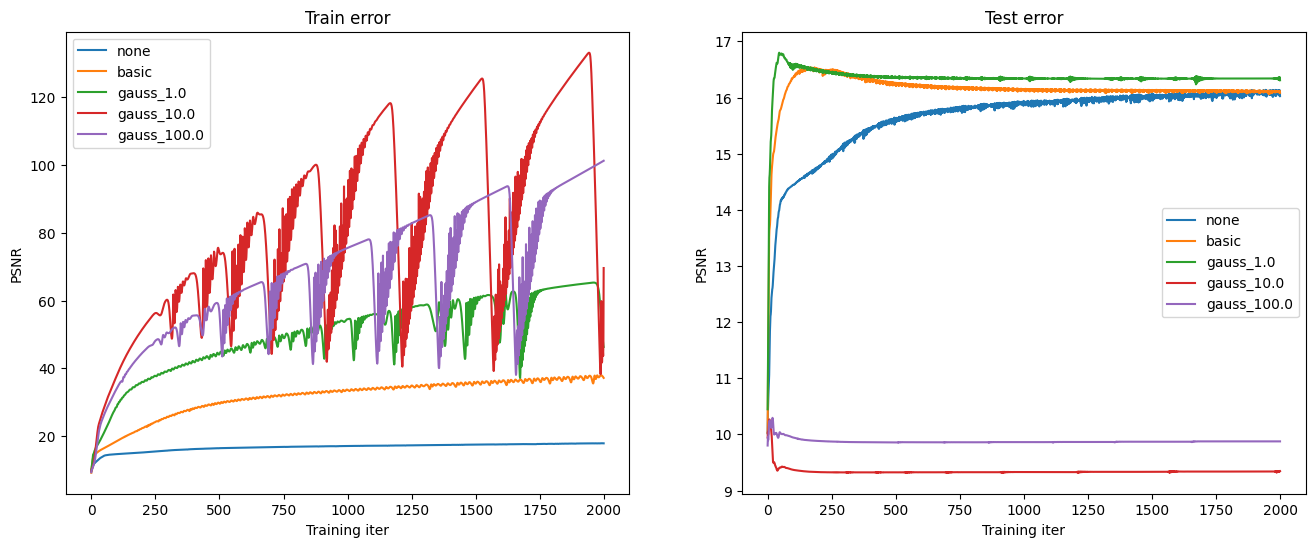 Train error
none
basic
gauss_1.0
gauss_10.0
gauss_100.0
PSNR
120
100
80
60
40
20
0
250
500
750
1000
1250
1500
1750
2000
Training iter
Test error
PSNR
17
16
15
14
13
12
11
10
9
none
basic
gauss_1.0
gauss_10.0
gauss_100.0
0
250
500
750
1000
1250
1500
1750
2000
Training iter